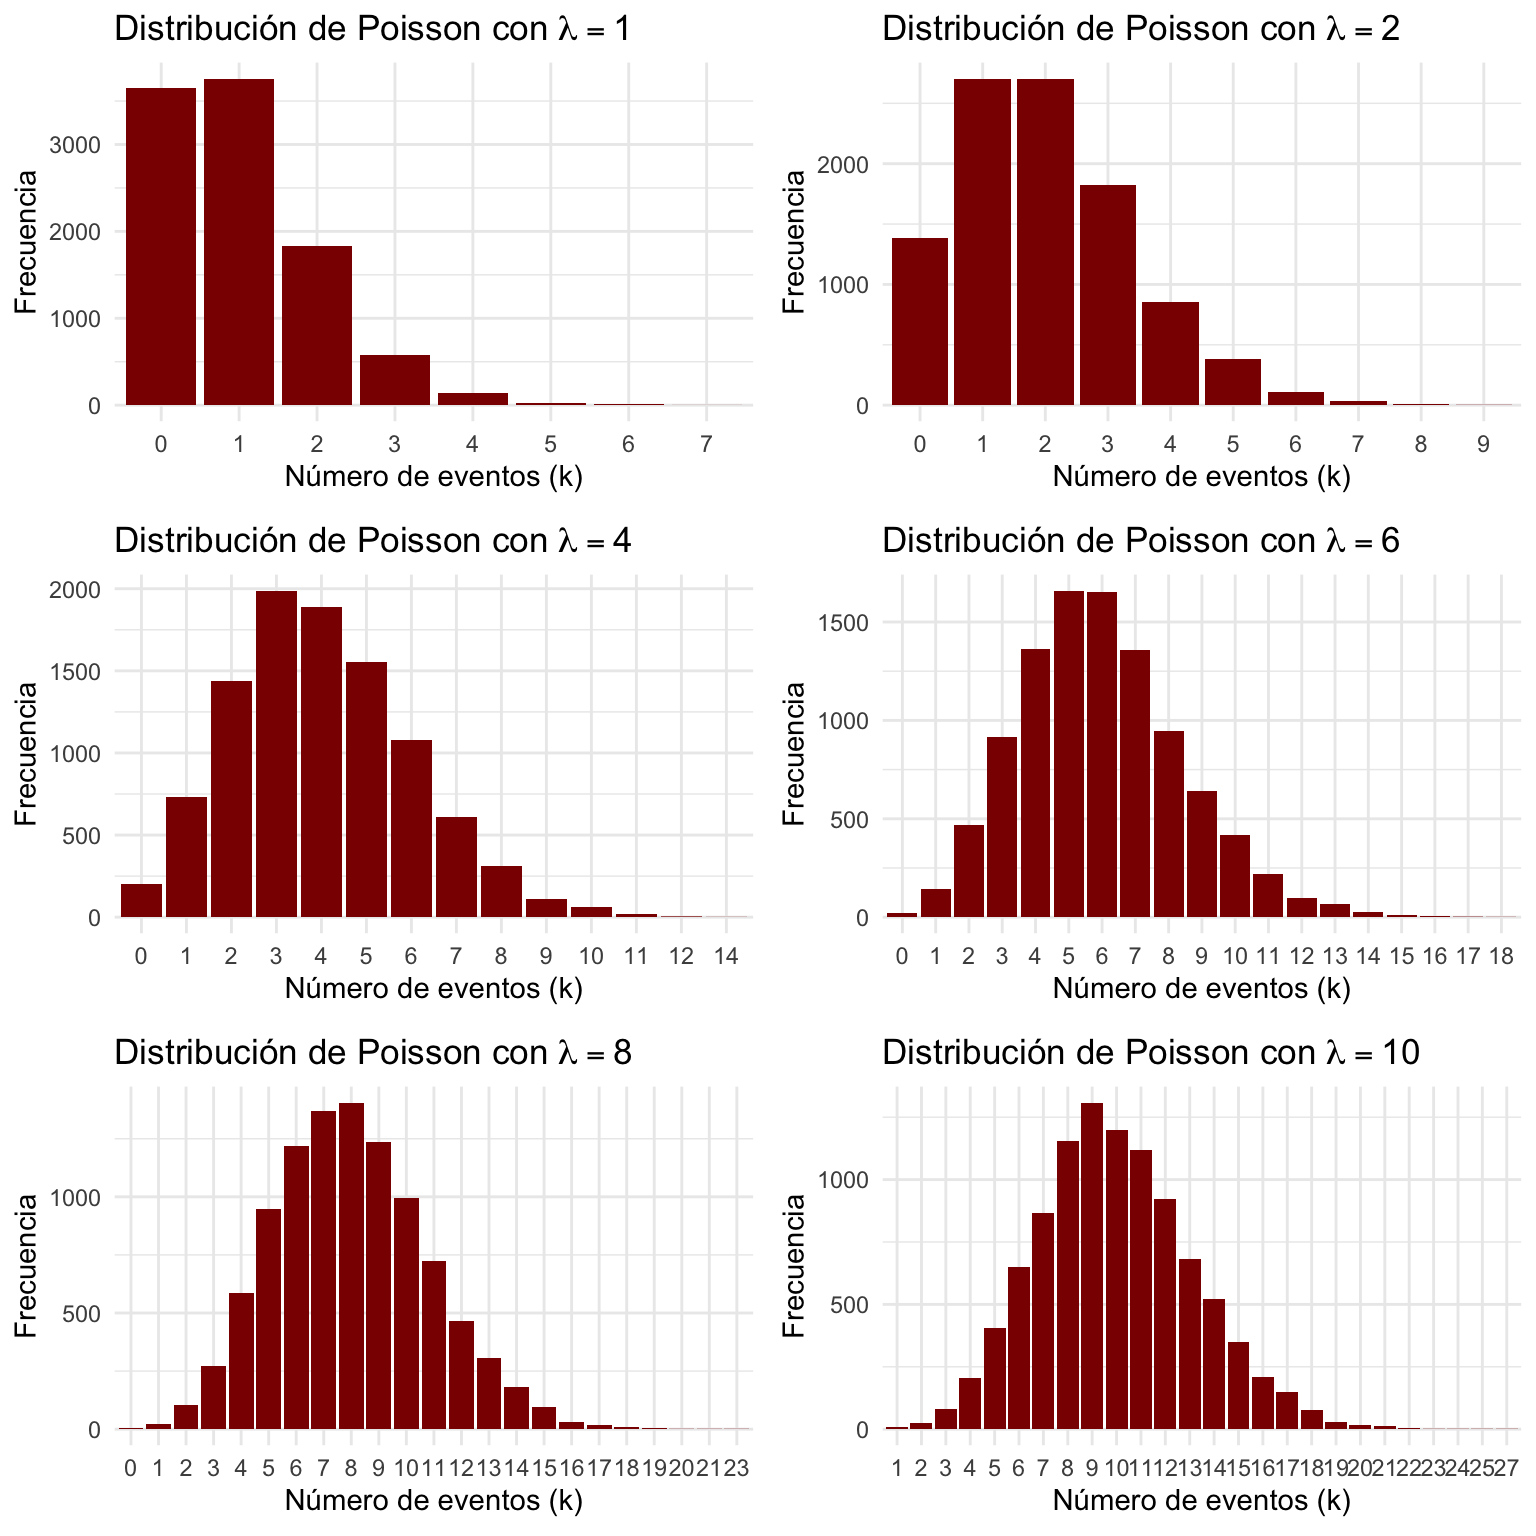 Distribución de Poisson con λ = 1
Frecuencia
3000
2000
1000
0
0 1 2 3 4 5 6 7
Número de eventos (k)
Distribución de Poisson con λ = 2
Frecuencia
2000
1000
0
0 1 2 3 4 5 6 7 8 9
Número de eventos (k)
Distribución de Poisson con λ = 4
Frecuencia
2000
1500
1000
500
0
0 1 2 3 4 5 6 7 8 9 10 11 12 14
Número de eventos (k)
Distribución de Poisson con λ = 6
Frecuencia
1500
1000
500
0
0 1 2 3 4 5 6 7 8 9 10 11 12 13 14 15 16 17 18
Número de eventos (k)
Distribución de Poisson con λ = 8
Frecuencia
1000
500
0
0 1 2 3 4 5 6 7 8 9 10 11 12 13 14 15 16 17 18 19 20 21 23
Número de eventos (k)
Distribución de Poisson con λ = 10
Frecuencia
1000
500
0
1 2 3 4 5 6 7 8 9 10 11 12 13 14 15 16 17 18 19 20 21 22 23 24 25 27
Número de eventos (k)